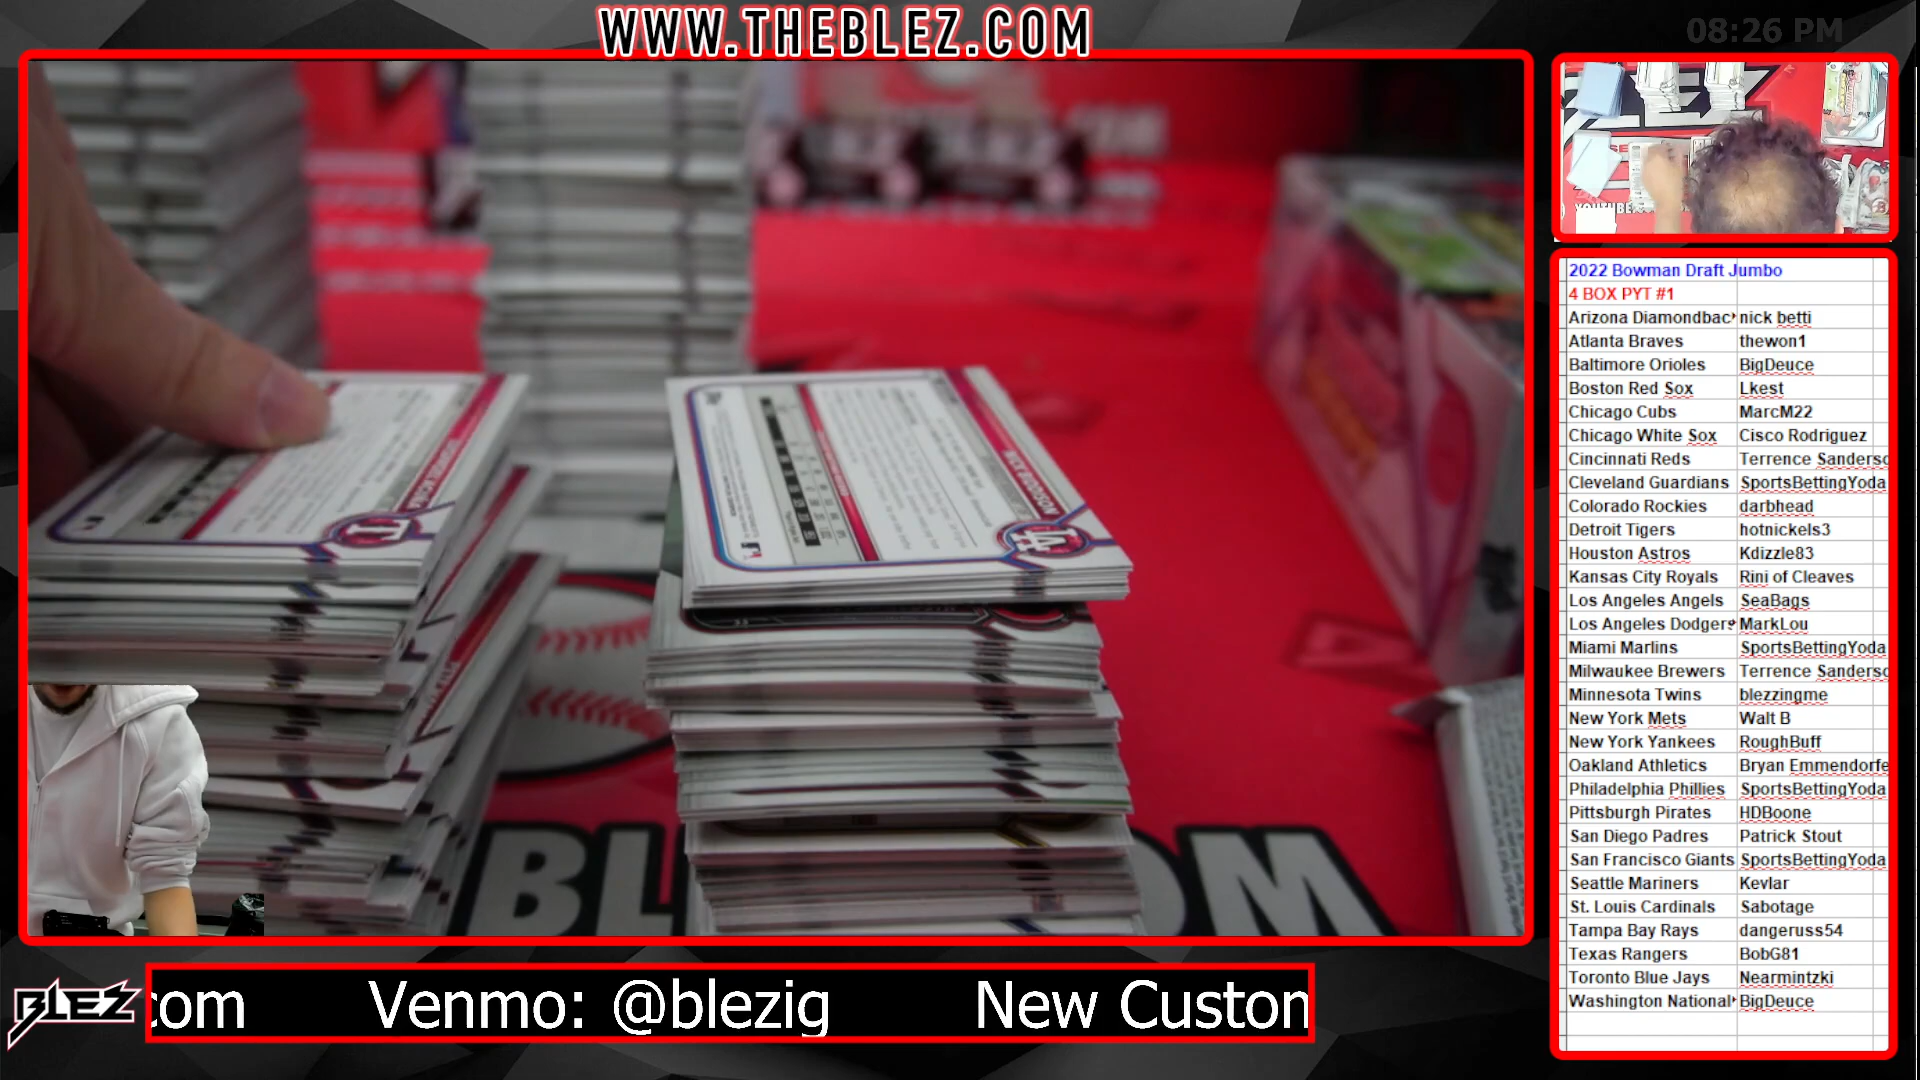 WWW.THEBLEZ.COM
08:26 PM
2022 Bowman Draft Jumbo
4 BOX PYT #1
Arizona Diamondbac nick betti
Atlanta Braves thewon1
Baltimore Orioles BigDeuce
Boston Red Sox Lkest
Chicago Cubs MarcM22
Chicago White Sox Cisco Rodriguez
Cincinnati Reds Terrence Sanderso
Cleveland Guardians SportsBettingYoda
Colorado Rockies darbhead
Detroit Tigers hotnickels3
Houston Astros Kdizzle83
Kansas City Royals Rini of Cleaves
Los Angeles Angels SeaBags
Los Angeles Dodgers MarkLou
Miami Marlins SportsBettingYoda
Milwaukee Brewers Terrence Sanderso
Minnesota Twins blezzingme
New York Mets Walt B
New York Yankees RoughBuff
Oakland Athletics Bryan Emmendorfe
Philadelphia Phillies SportsBettingYoda
Pittsburgh Pirates HDBoone
San Diego Padres Patrick Stout
San Francisco Giants SportsBettingYoda
Seattle Mariners Kevlar
St. Louis Cardinals Sabotage
Tampa Bay Rays dangeruss54
Texas Rangers BobG81
Toronto Blue Jays Nearmintzki
Washington National BigDeuce
LA
BL
OM
BLEZ
com Venmo: @blezig New Custom